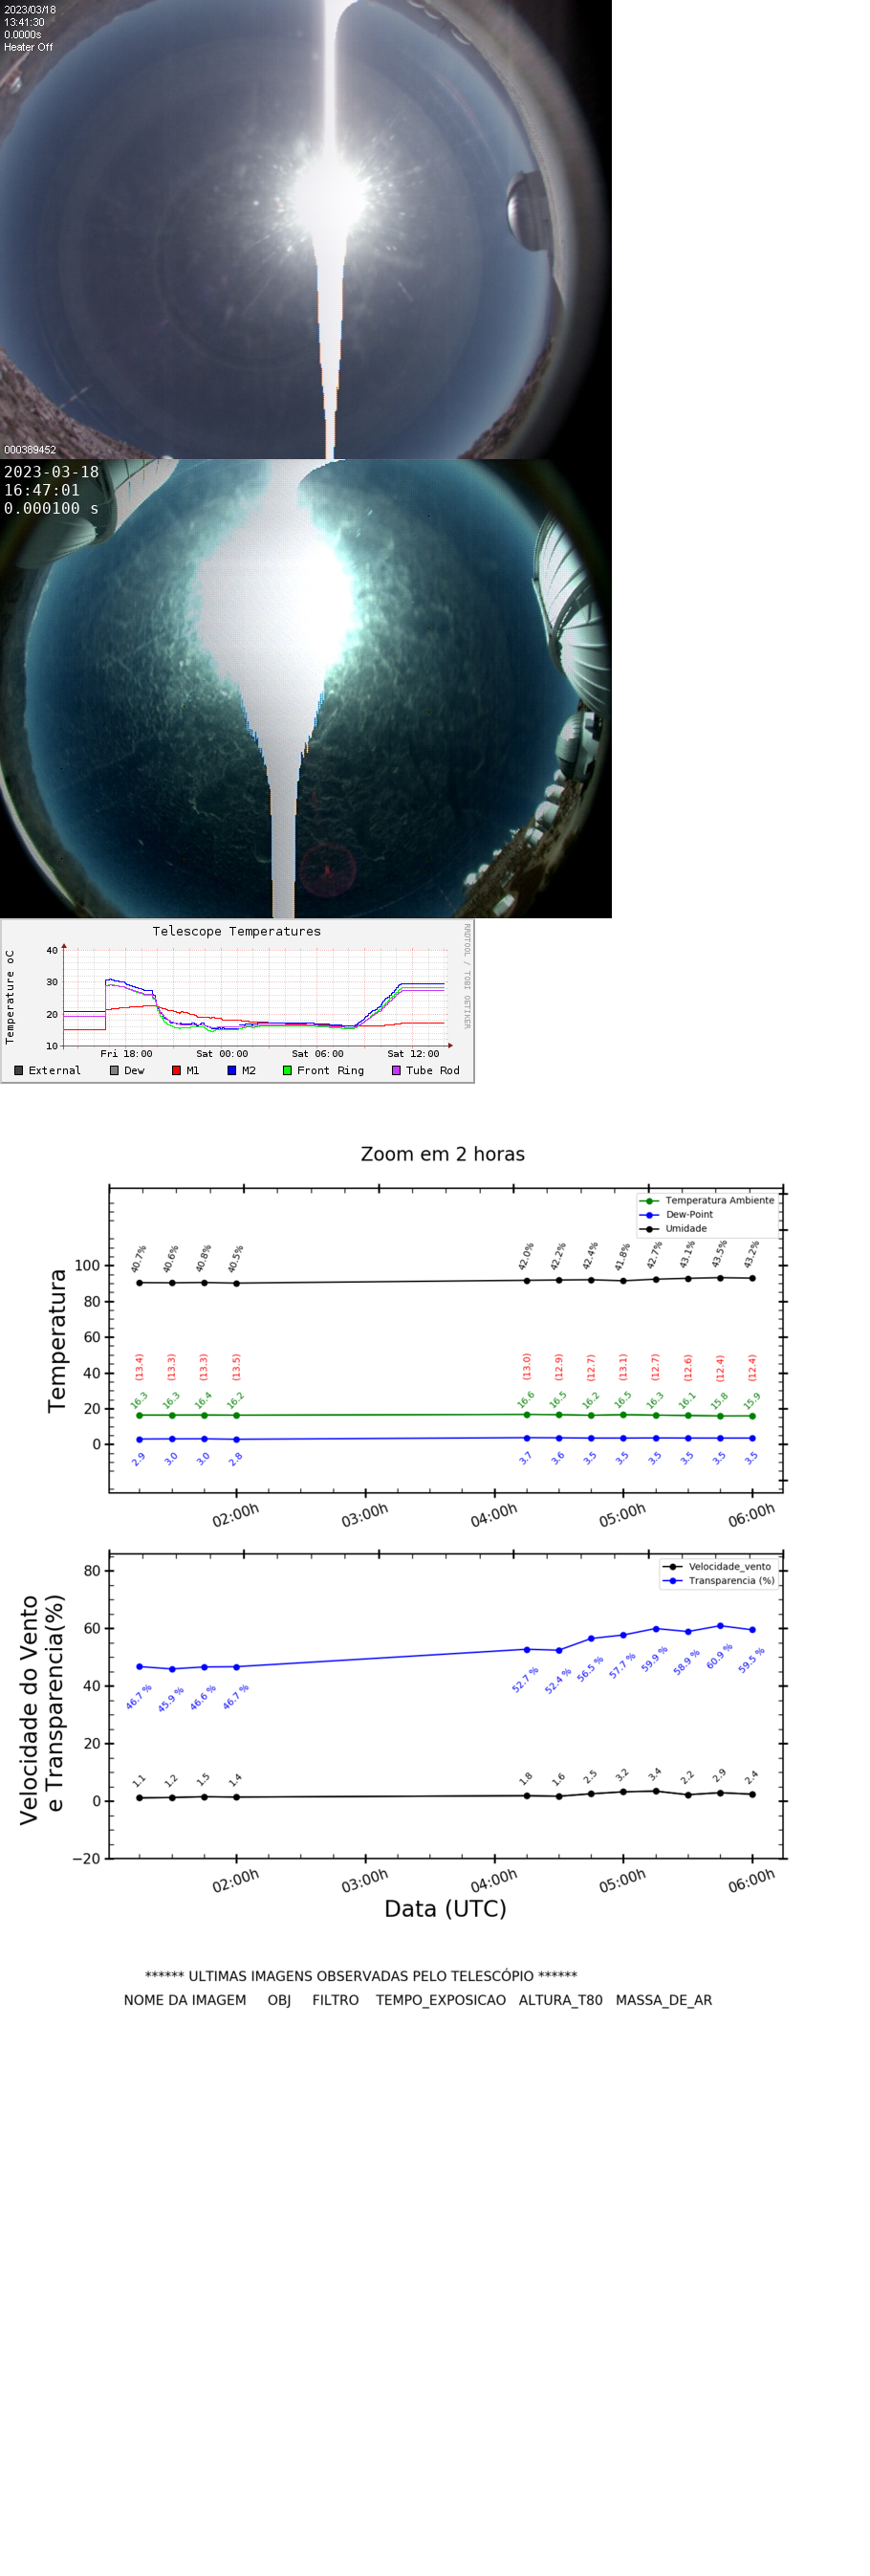 2023/03/18
13:41:30
0.0000s
Heater Off
000389452
2023-03-18
16:47:01
0.000100 s
Telescope Temperatures
RRDTOOL / TOBI OETIKER
Temperature oC
40
30
20
10
Fri 18:00 Sat 00:00 Sat 06:00 Sat 12:00
External Dew M1 M2 Front Ring Tube Rod
Zoom em 2 horas
Temperatura Ambiente
Dew-Point
Umidade
Temperatura
100
80
60
40
20
0
40.7% 40.6% 40.8% 40.5% 42.0% 42.2% 42.4% 41.8% 42.7% 43.1% 43.5% 43.2%
(13.4) (13.3) (13.3) (13.5) (13.0) (12.9) (12.7) (13.1) (12.7) (12.6) (12.4) (12.4)
16.3 16.3 16.4 16.2 16.6 16.5 16.2 16.5 16.3 16.1 15.8 15.9
2.9 3.0 3.0 2.8 3.7 3.6 3.5 3.5 3.5 3.5 3.5 3.5
02:00h 03:00h 04:00h 05:00h 06:00h
Velocidade_vento
Transparencia (%)
Velocidade do Vento
e Transparencia(%)
80
60
40
20
0
−20
46.7 % 45.9 % 46.6 % 46.7 % 52.7 % 52.4 % 56.5 % 57.7 % 59.9 % 58.9 % 60.9 % 59.5 %
1.1 1.2 1.5 1.4 1.8 1.6 2.5 3.2 3.4 2.2 2.9 2.4
02:00h 03:00h 04:00h 05:00h 06:00h
Data (UTC)
****** ULTIMAS IMAGENS OBSERVADAS PELO TELESCÓPIO ******
NOME DA IMAGEM OBJ FILTRO TEMPO_EXPOSICAO ALTURA_T80 MASSA_DE_AR